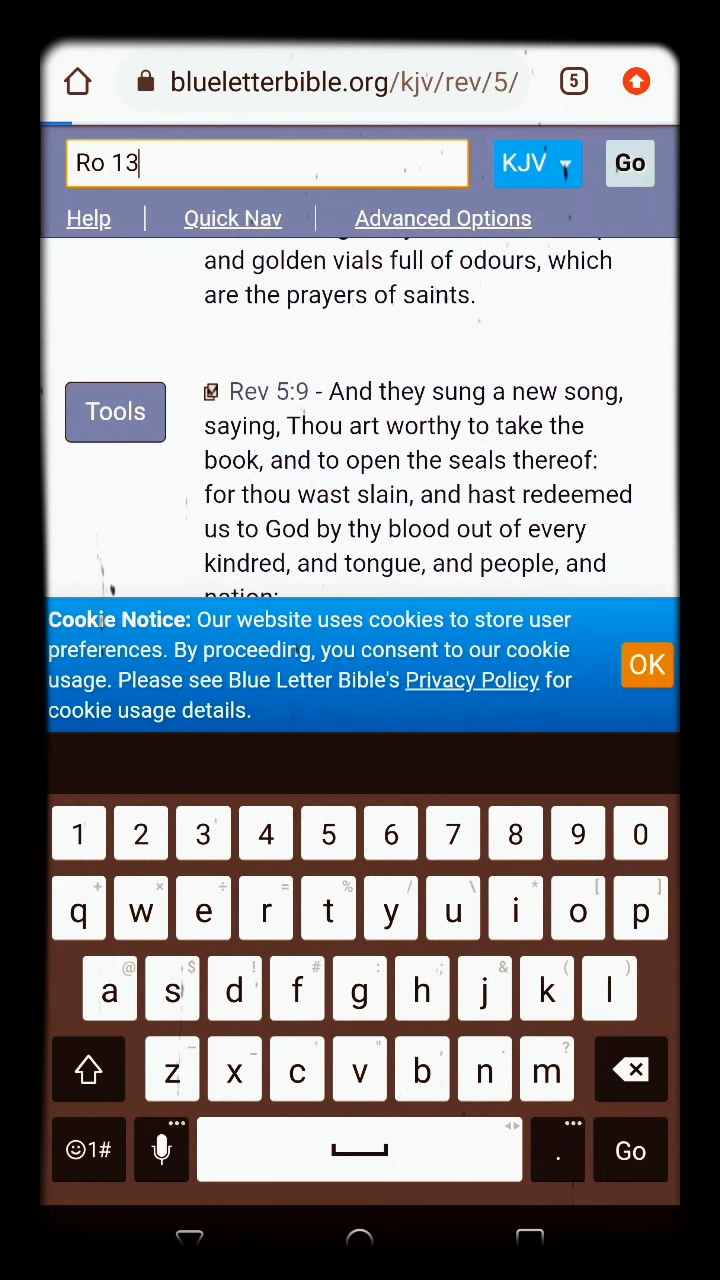 blueletterbible.org/kjv/rev/5/ 5
Ro 13 KJV Go
Help | Quick Nav | Advanced Options
and golden vials full of odours, which
are the prayers of saints.
Tools
Rev 5:9 - And they sung a new song,
saying, Thou art worthy to take the
book, and to open the seals thereof:
for thou wast slain, and hast redeemed
us to God by thy blood out of every
kindred, and tongue, and people, and
nation:
Cookie Notice: Our website uses cookies to store user
preferences. By proceeding, you consent to our cookie
usage. Please see Blue Letter Bible's Privacy Policy for
cookie usage details.
OK
1 2 3 4 5 6 7 8 9 0
+ × ÷ = % / \ * [ ]
q w e r t y u i o p
@ $ ! # : ; & ( )
a s d f g h j k l
z x c v b n m ?
1# . Go